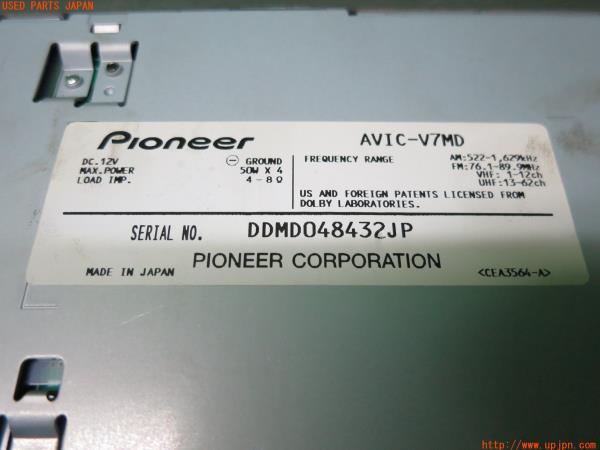 USED PARTS JAPAN
Pioneer
AVIC-V7MD
DC.12V
MAX.POWER
LOAD IMP.
⊖ GROUND
50W X 4
4-8Ω
FREQUENCY RANGE
AM:522-1,629kHz
FM:76.1-89.9MHz
VHF: 1-12ch
UHF:13-62ch
US AND FOREIGN PATENTS LICENSED FROM
DOLBY LABORATORIES.
SERIAL NO. DDMD048432JP
PIONEER CORPORATION
MADE IN JAPAN
<CEA3564-A>
http://www.upjpn.com/